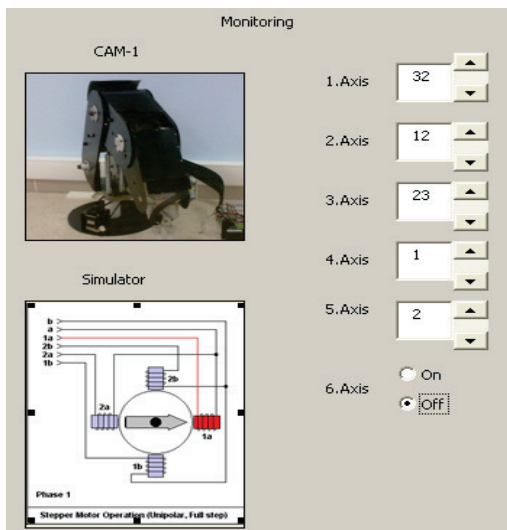 Monitoring
CAM-1
1.Axis 32
2.Axis 12
3.Axis 23
4.Axis 1
5.Axis 2
6.Axis On
Off
Simulator
b
a
1a
2b
2a
1b
2b
2a
1a
1b
Phase 1
Stepper Motor Operation (Unipolar, Full step)